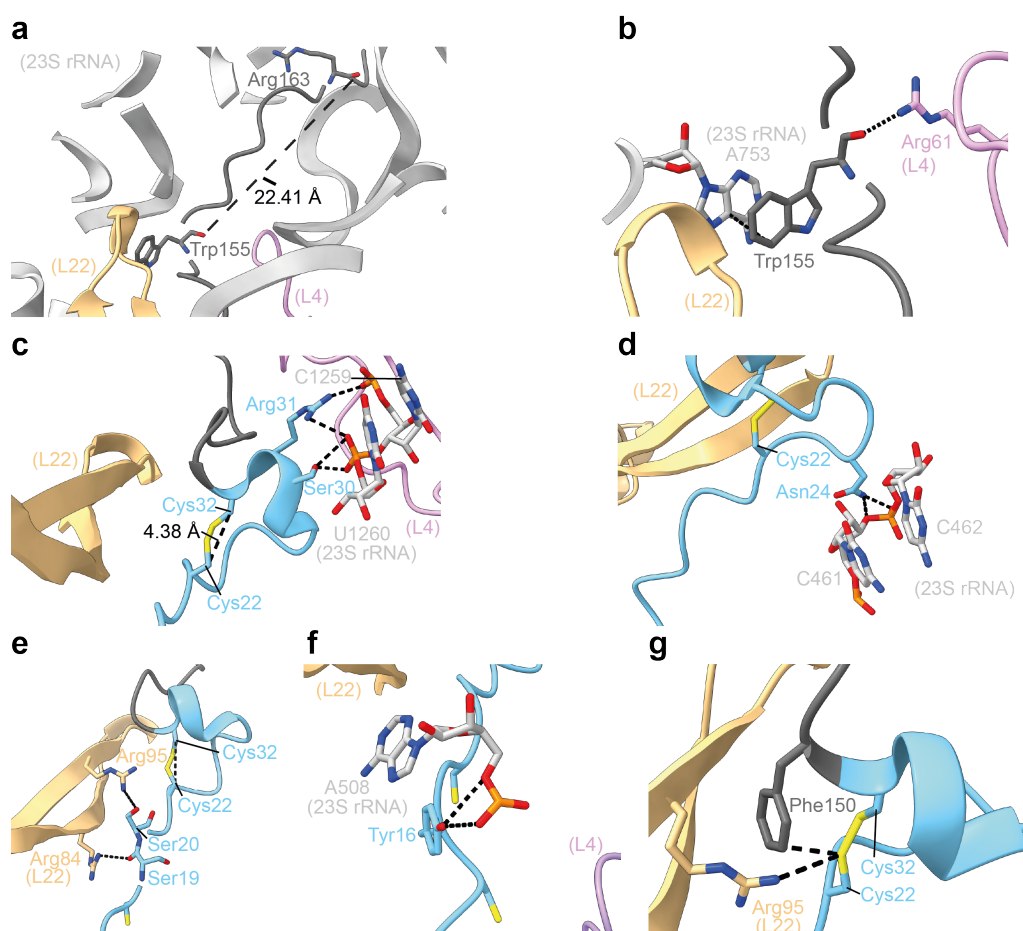 a
(23S rRNA)
Arg163
22.41 Å
Trp155
(L22)
(L4)
b
(23S rRNA)
A753
Arg61
(L4)
Trp155
(L22)
c
C1259
Arg31
(L22)
Ser30
Cys32
(L4)
4.38 Å
U1260
(23S rRNA)
Cys22
d
(L22)
Cys22
Asn24
C462
C461
(23S rRNA)
e
Arg95
Cys32
Cys22
Ser20
Arg84
(L22)
Ser19
f
(L22)
A508
(23S rRNA)
Tyr16
(L4)
g
Phe150
Cys32
Cys22
Arg95
(L22)